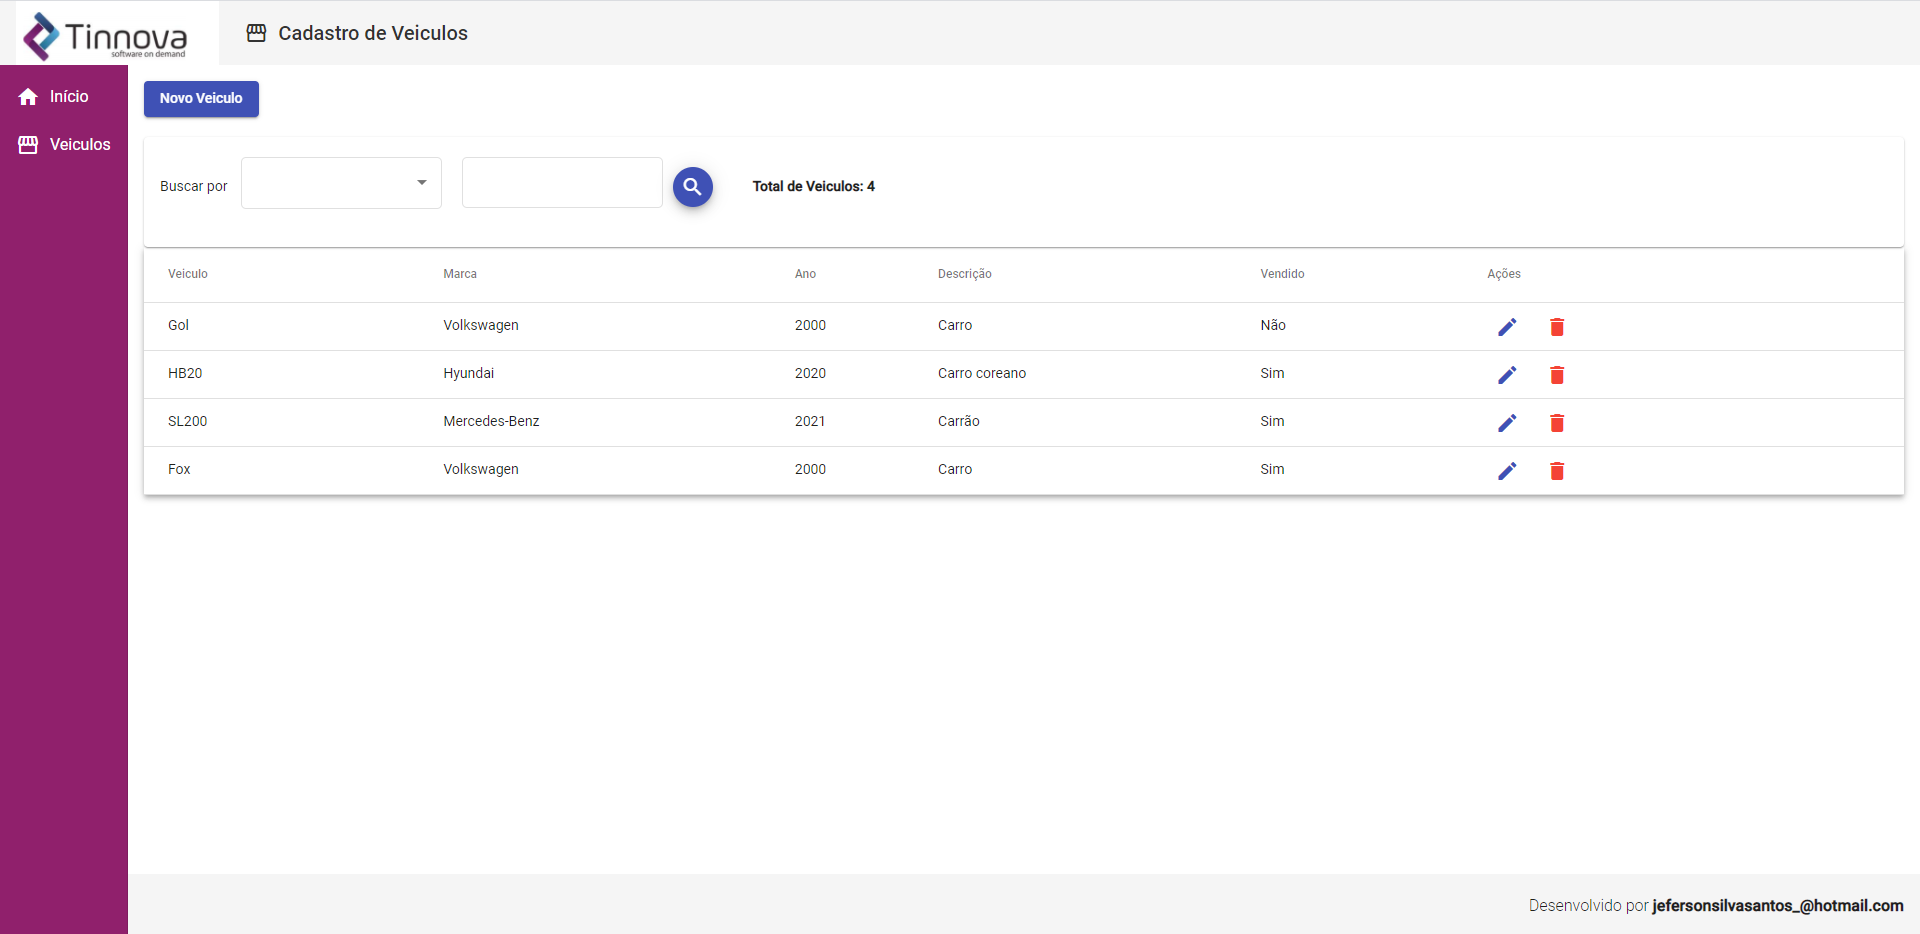 Tinnova
software on demand
Cadastro de Veiculos
Início
Veiculos
Novo Veiculo
Buscar por
Total de Veiculos: 4
Veiculo Marca Ano Descrição Vendido Ações
Gol Volkswagen 2000 Carro Não
HB20 Hyundai 2020 Carro coreano Sim
SL200 Mercedes-Benz 2021 Carrão Sim
Fox Volkswagen 2000 Carro Sim
Desenvolvido por jefersonsilvasantos_@hotmail.com